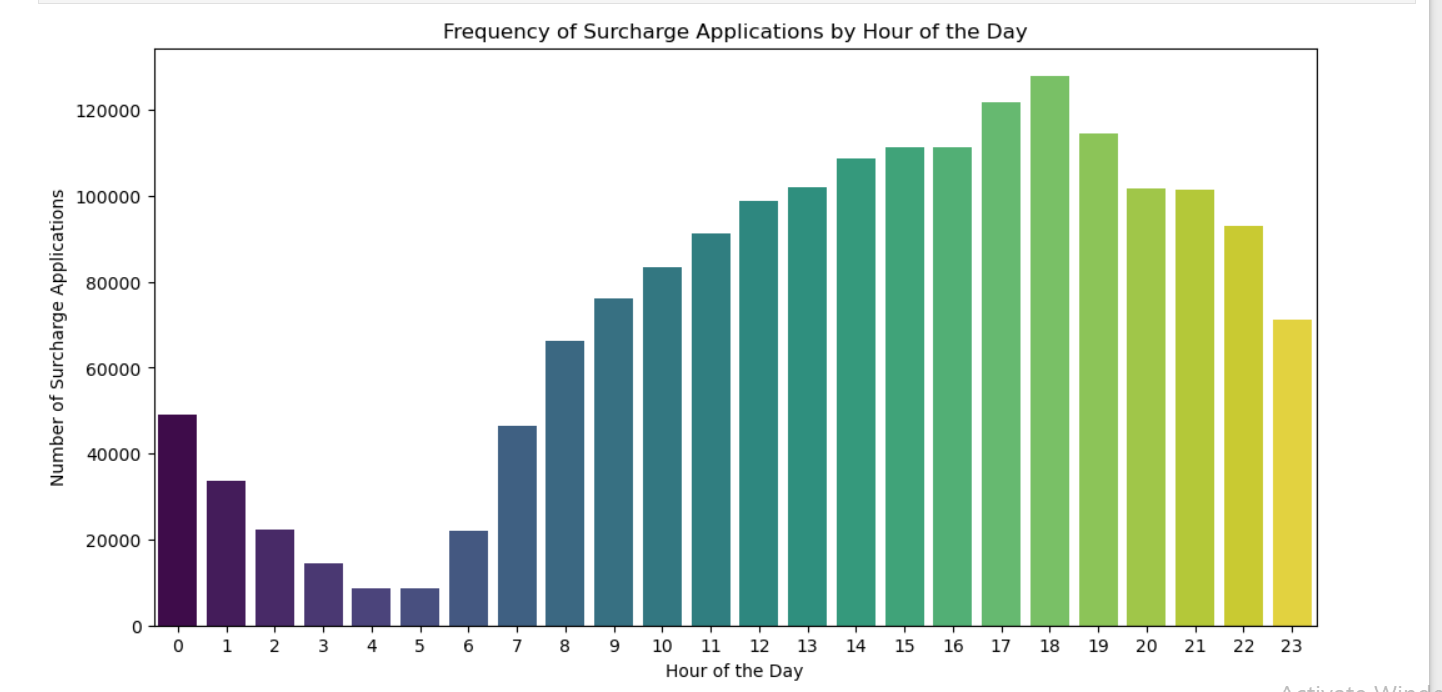 Frequency of Surcharge Applications by Hour of the Day
Number of Surcharge Applications
120000
100000
80000
60000
40000
20000
0
0 1 2 3 4 5 6 7 8 9 10 11 12 13 14 15 16 17 18 19 20 21 22 23
Hour of the Day
Activate Wind